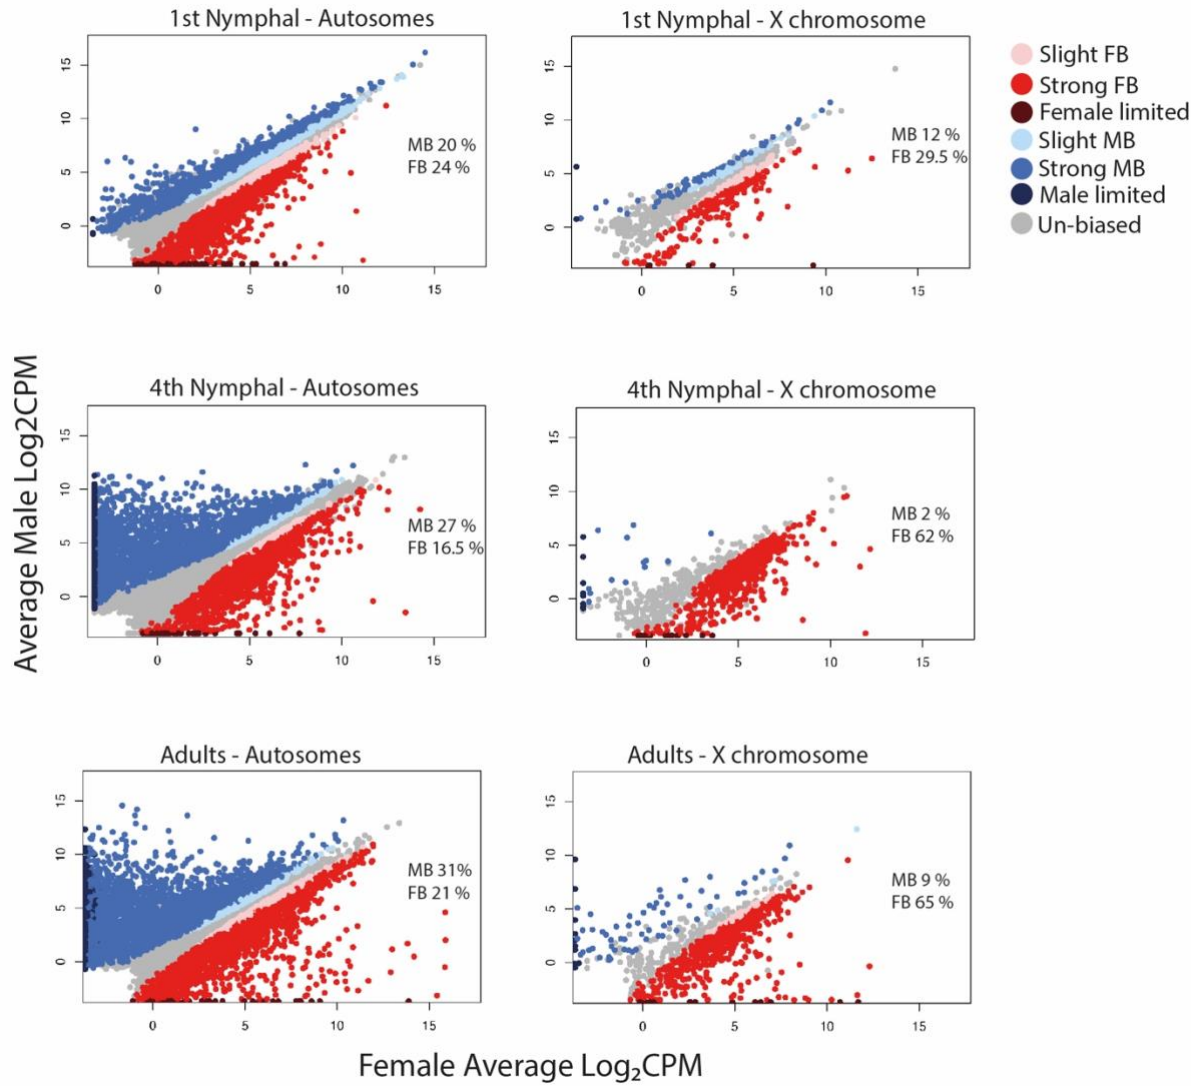 1st Nymphal - Autosomes
15
10
5
0
MB 20 %
FB 24 %
0 5 10 15
1st Nymphal - X chromosome
15
10
5
0
MB 12 %
FB 29.5 %
0 5 10 15
Slight FB
Strong FB
Female limited
Slight MB
Strong MB
Male limited
Un-biased
Average Male Log2CPM
4th Nymphal - Autosomes
15
10
5
0
MB 27 %
FB 16.5 %
0 5 10 15
4th Nymphal - X chromosome
15
10
5
0
MB 2 %
FB 62 %
0 5 10 15
Adults - Autosomes
15
10
5
0
MB 31%
FB 21 %
0 5 10 15
Adults - X chromosome
15
10
5
0
MB 9 %
FB 65 %
0 5 10 15
Female Average Log₂CPM